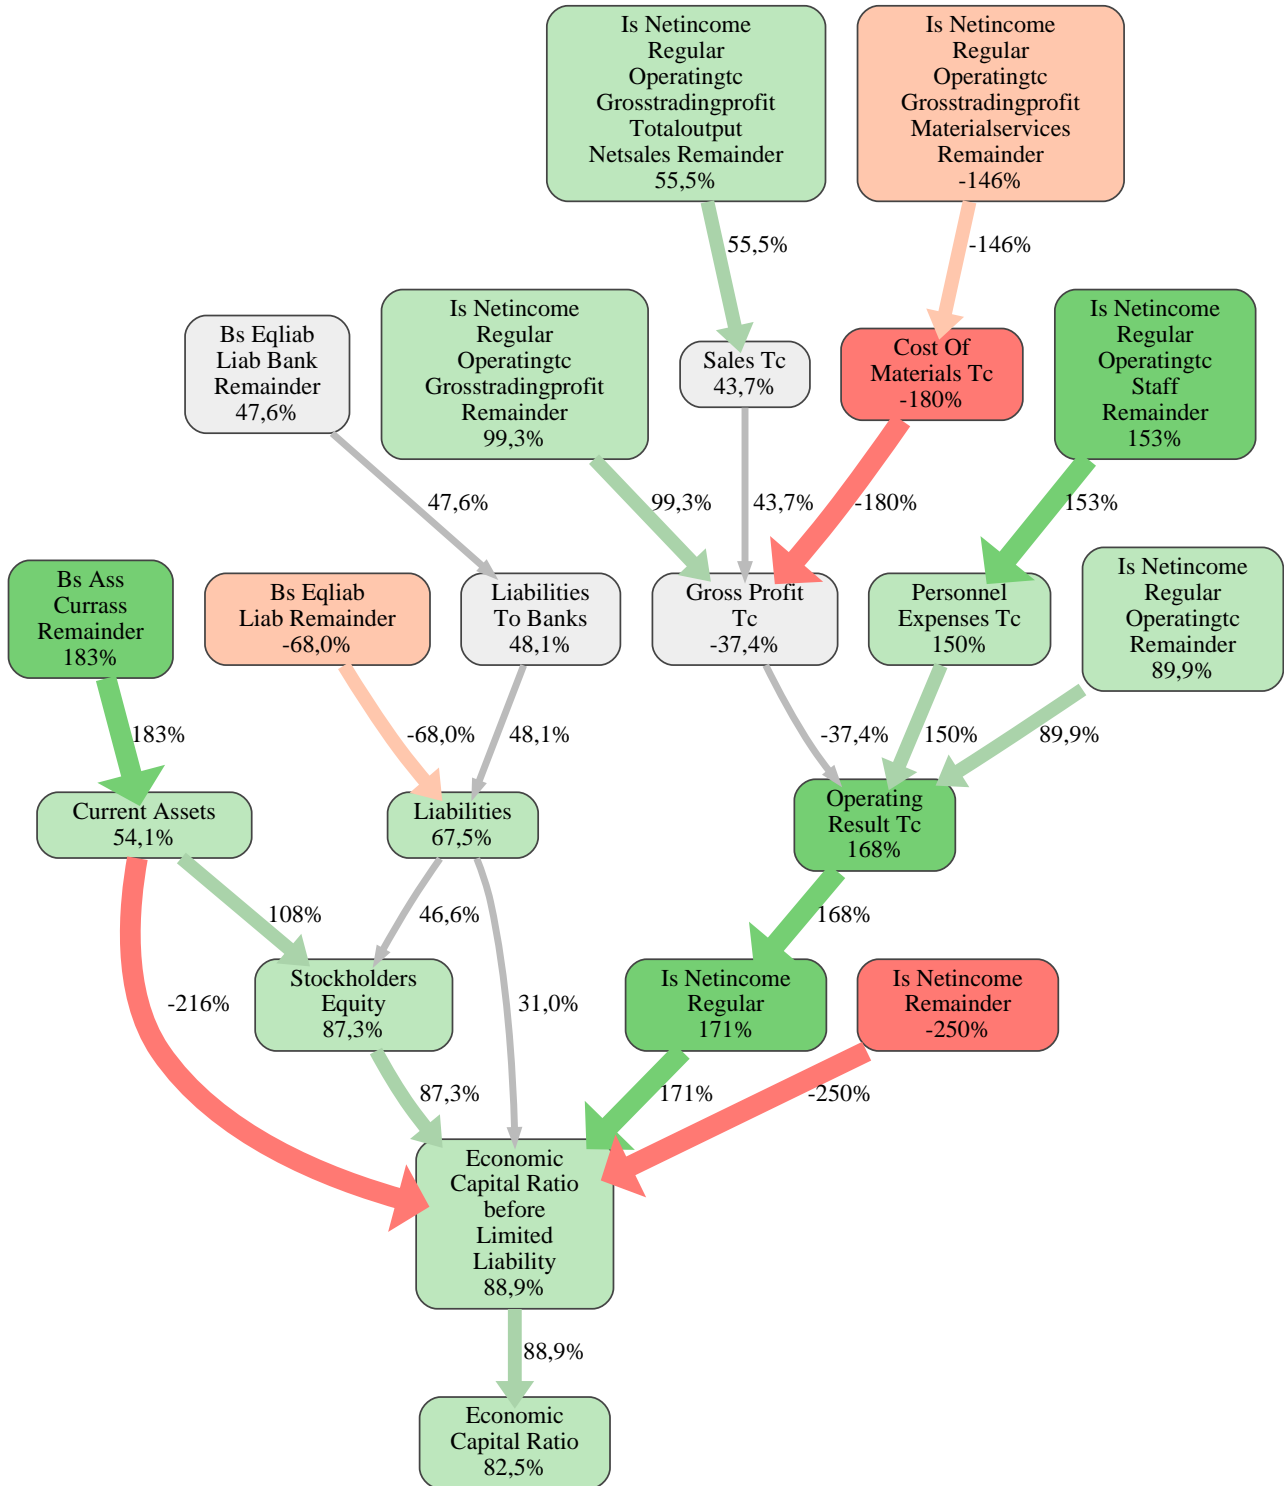 Is Netincome
Regular
Operatingtc
Grosstradingprofit
Totaloutput
Netsales Remainder
55,5%
Is Netincome
Regular
Operatingtc
Grosstradingprofit
Materialservices
Remainder
-146%
55,5%
-146%
Bs Eqliab
Liab Bank
Remainder
47,6%
Is Netincome
Regular
Operatingtc
Grosstradingprofit
Remainder
99,3%
Sales Tc
43,7%
Cost Of
Materials Tc
-180%
Is Netincome
Regular
Operatingtc
Staff
Remainder
153%
47,6%
99,3%
43,7%
-180%
153%
Bs Ass
Currass
Remainder
183%
Bs Eqliab
Liab Remainder
-68,0%
Liabilities
To Banks
48,1%
Gross Profit
Tc
-37,4%
Personnel
Expenses Tc
150%
Is Netincome
Regular
Operatingtc
Remainder
89,9%
183%
-68,0%
48,1%
-37,4%
150%
89,9%
Current Assets
54,1%
Liabilities
67,5%
Operating
Result Tc
168%
108%
46,6%
168%
-216%
Stockholders
Equity
87,3%
31,0%
Is Netincome
Regular
171%
Is Netincome
Remainder
-250%
87,3%
171%
-250%
Economic
Capital Ratio
before
Limited
Liability
88,9%
88,9%
Economic
Capital Ratio
82,5%